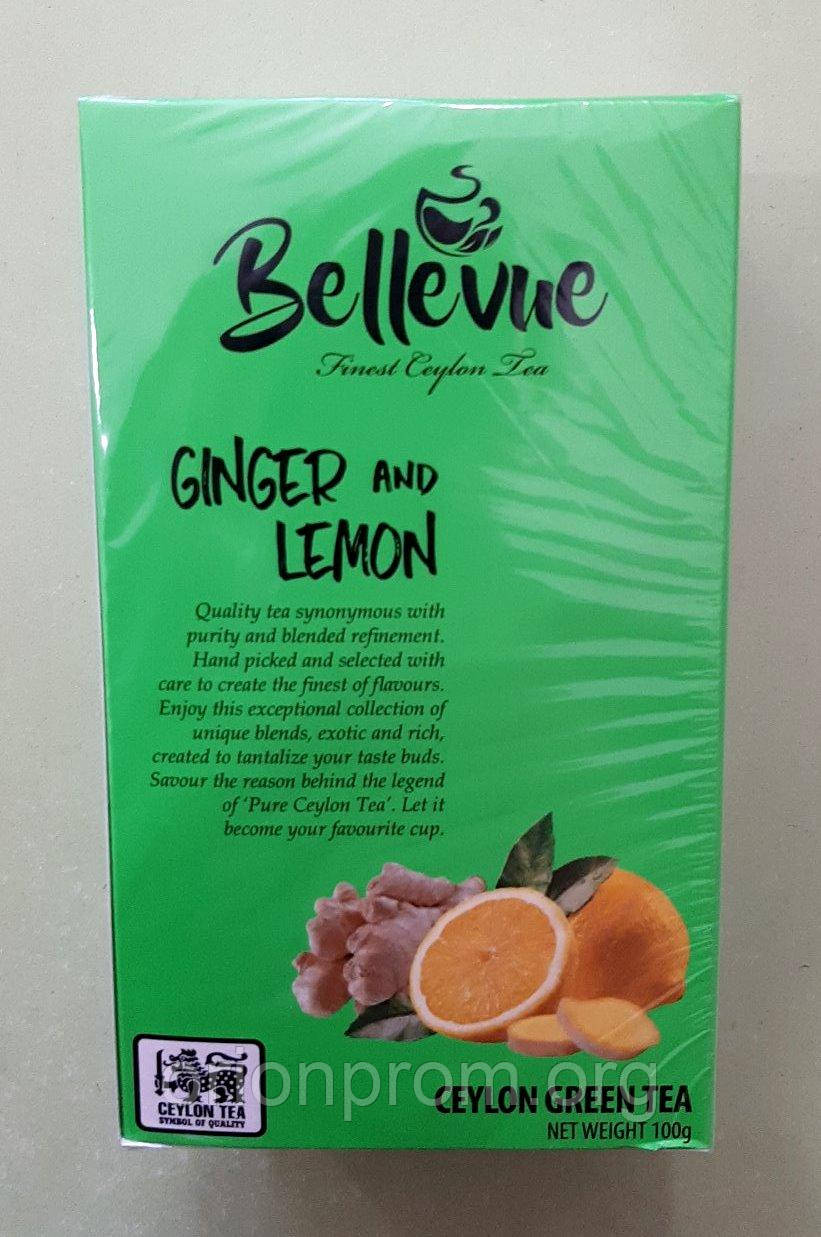 Bellevue
Finest Ceylon Tea
GINGER AND
LEMON
Quality tea synonymous with
purity and blended refinement.
Hand picked and selected with
care to create the finest of flavours.
Enjoy this exceptional collection of
unique blends, exotic and rich,
created to tantalize your taste buds.
Savour the reason behind the legend
of ‘Pure Ceylon Tea’. Let it
become your favourite cup.
CEYLON TEA
SYMBOL OF QUALITY
CEYLON GREEN TEA
NET WEIGHT 100g